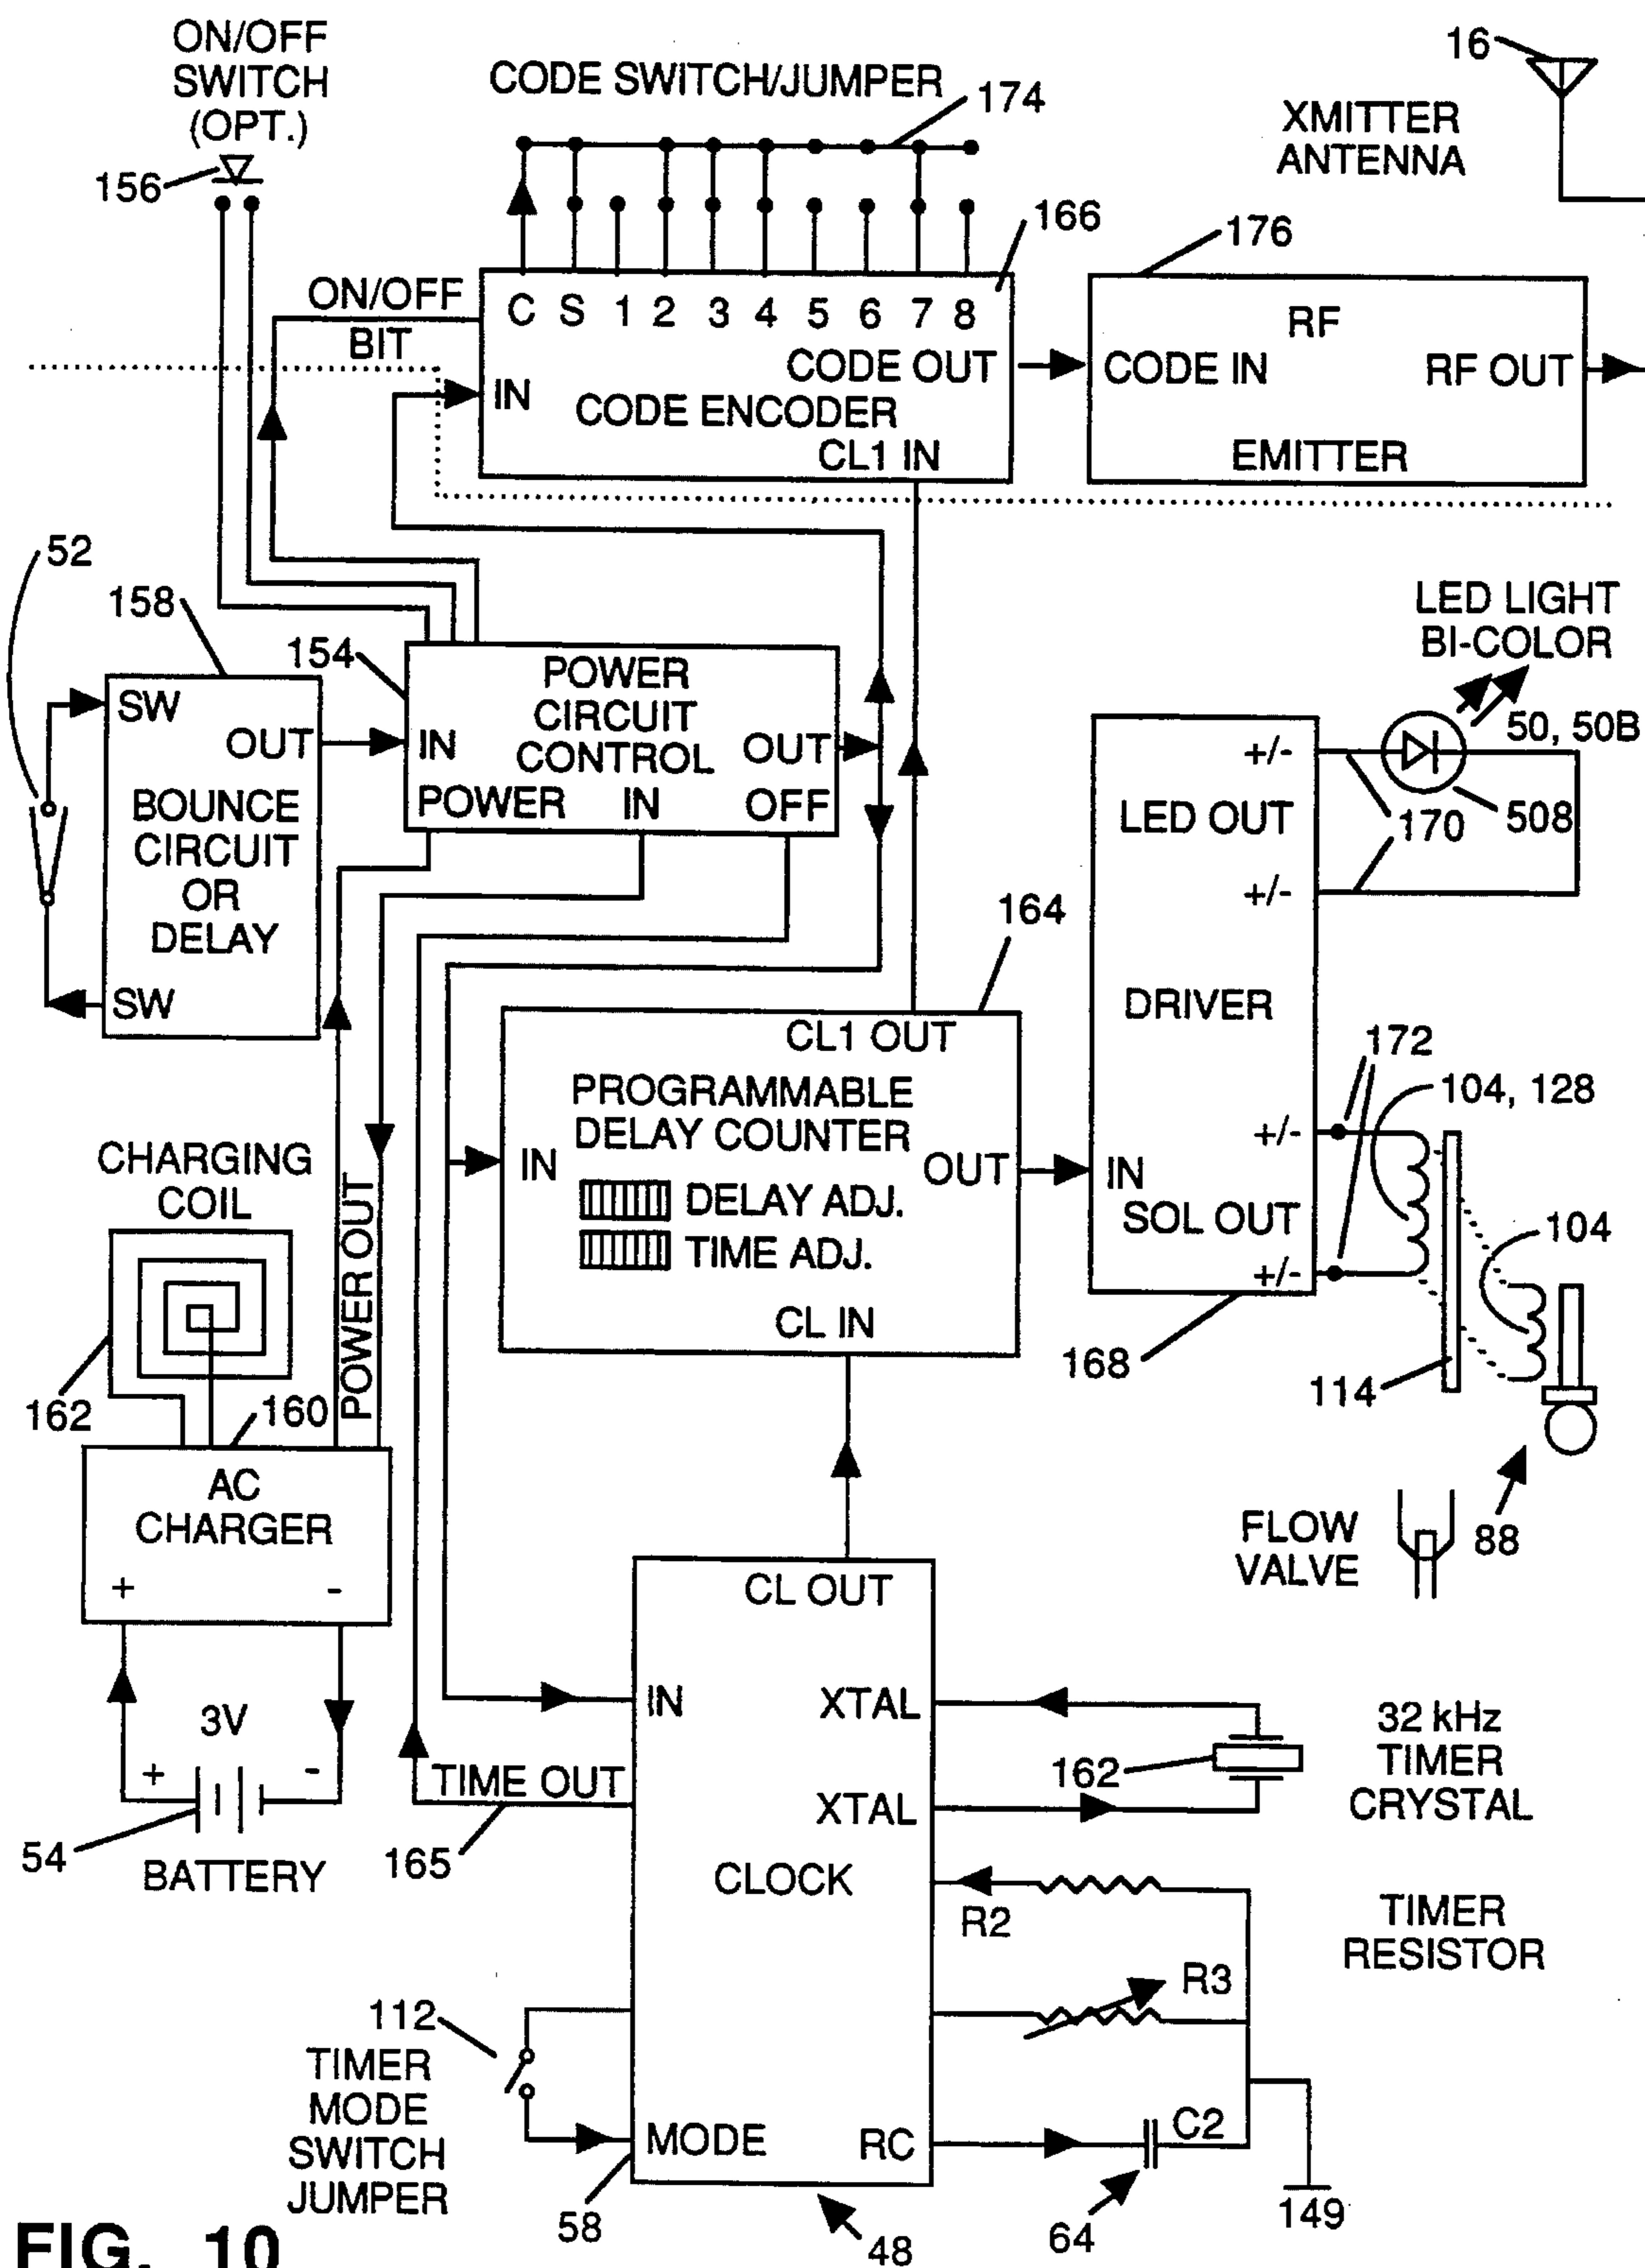 ON/OFF
SWITCH
(OPT.)
156
CODE SWITCH/JUMPER
174
16
XMITTER
ANTENNA
166
176
ON/OFF
BIT
C S 1 2 3 4 5 6 7 8
CODE OUT
IN
CODE ENCODER
CL1 IN
RF
CODE IN
RF OUT
EMITTER
52
158
154
SW
OUT
BOUNCE
CIRCUIT
OR
DELAY
SW
POWER
CIRCUIT
IN
CONTROL
OUT
POWER IN OFF
LED LIGHT
BI-COLOR
50, 50B
+/-
LED OUT
170
508
+/-
164
DRIVER
172
104, 128
+/-
IN
SOL OUT
+/-
104
168
114
CL1 OUT
PROGRAMMABLE
DELAY COUNTER
IN
OUT
DELAY ADJ.
TIME ADJ.
CL IN
CHARGING
COIL
POWER OUT
162
160
AC
CHARGER
+ -
3V
+ -
54
BATTERY
FLOW
VALVE
88
CL OUT
IN
XTAL
TIME OUT
165
XTAL
162
32 kHz
TIMER
CRYSTAL
CLOCK
R2
TIMER
RESISTOR
R3
112
TIMER
MODE
SWITCH
JUMPER
MODE
RC
C2
58
48
64
149
FIG. 10